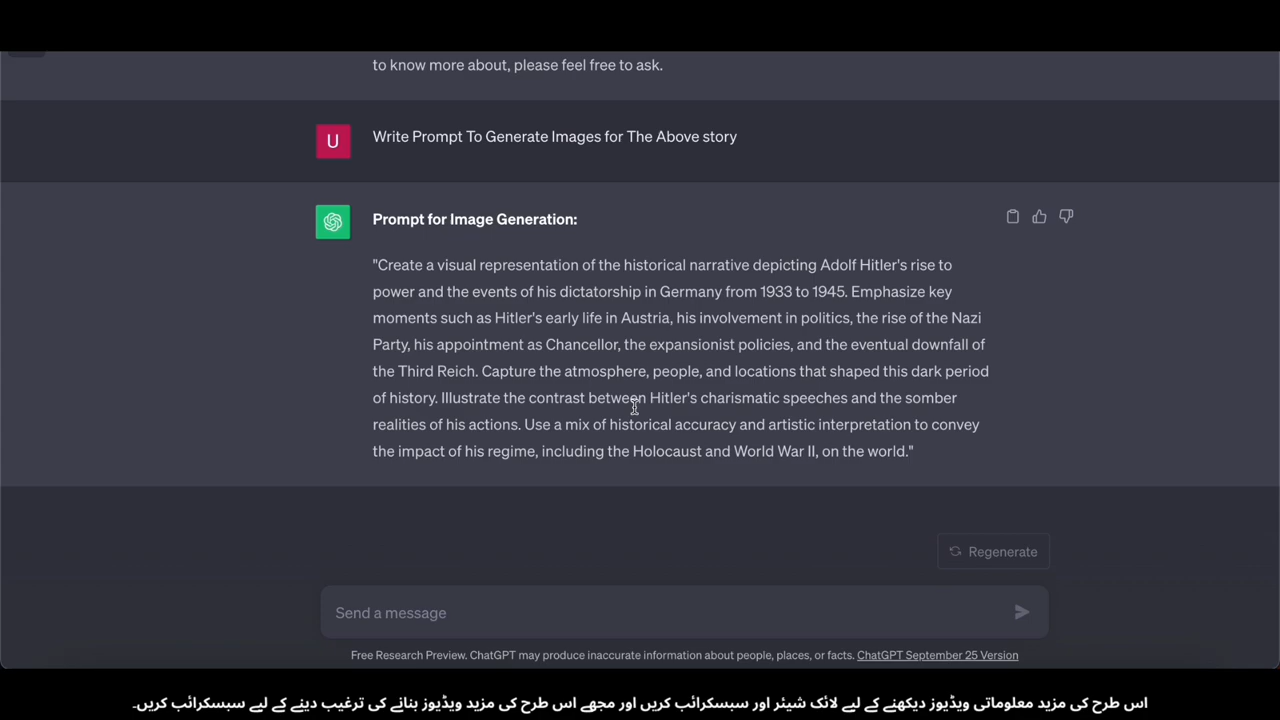 to know more about, please feel free to ask.
U
Write Prompt To Generate Images for The Above story
Prompt for Image Generation:
"Create a visual representation of the historical narrative depicting Adolf Hitler's rise to
power and the events of his dictatorship in Germany from 1933 to 1945. Emphasize key
moments such as Hitler's early life in Austria, his involvement in politics, the rise of the Nazi
Party, his appointment as Chancellor, the expansionist policies, and the eventual downfall of
the Third Reich. Capture the atmosphere, people, and locations that shaped this dark period
of history. Illustrate the contrast between Hitler's charismatic speeches and the somber
realities of his actions. Use a mix of historical accuracy and artistic interpretation to convey
the impact of his regime, including the Holocaust and World War II, on the world."
Regenerate
Send a message
Free Research Preview. ChatGPT may produce inaccurate information about people, places, or facts. ChatGPT September 25 Version
اس طرح کی مزید معلوماتی ویڈیوز دیکھنے کے لیے لائک شیئر اور سبسکرائب کریں اور مجھے اس طرح کی مزید ویڈیوز بنانے کی ترغیب دینے کے لیے سبسکرائب کریں۔